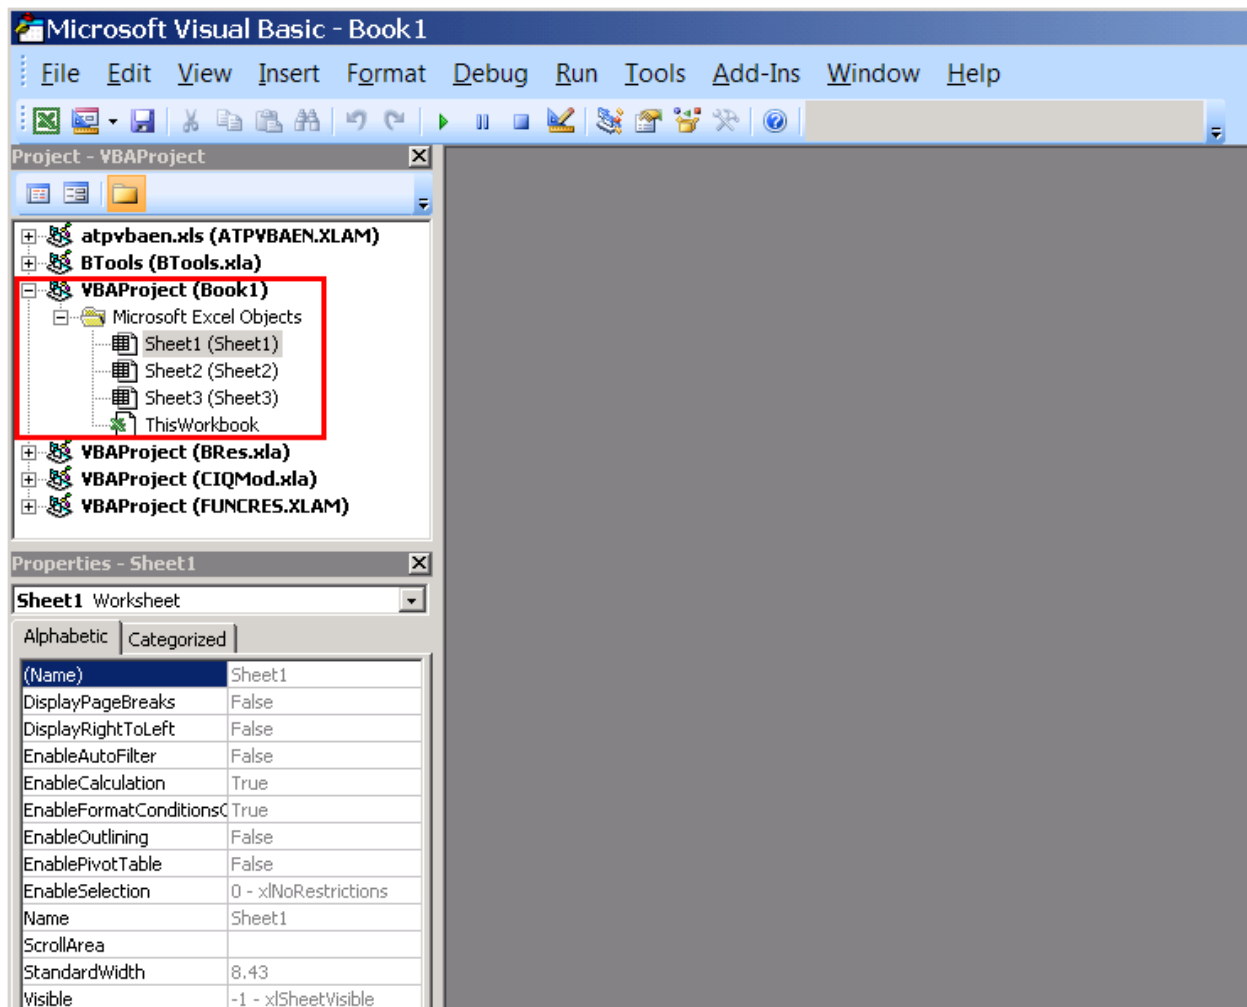 Microsoft Visual Basic - Book1
File Edit View Insert Format Debug Run Tools Add-Ins Window Help
Project - VBAProject
atpvbaen.xls (ATPVBAEN.XLAM)
BTools (BTools.xla)
VBAProject (Book1)
Microsoft Excel Objects
Sheet1 (Sheet1)
Sheet2 (Sheet2)
Sheet3 (Sheet3)
ThisWorkbook
VBAProject (BRes.xla)
VBAProject (CIQMod.xla)
VBAProject (FUNCRES.XLAM)
Properties - Sheet1
Sheet1 Worksheet
Alphabetic Categorized
(Name) Sheet1
DisplayPageBreaks False
DisplayRightToLeft False
EnableAutoFilter False
EnableCalculation True
EnableFormatConditionsC True
EnableOutlining False
EnablePivotTable False
EnableSelection 0 - xlNoRestrictions
Name Sheet1
ScrollArea
StandardWidth 8.43
Visible -1 - xlSheetVisible